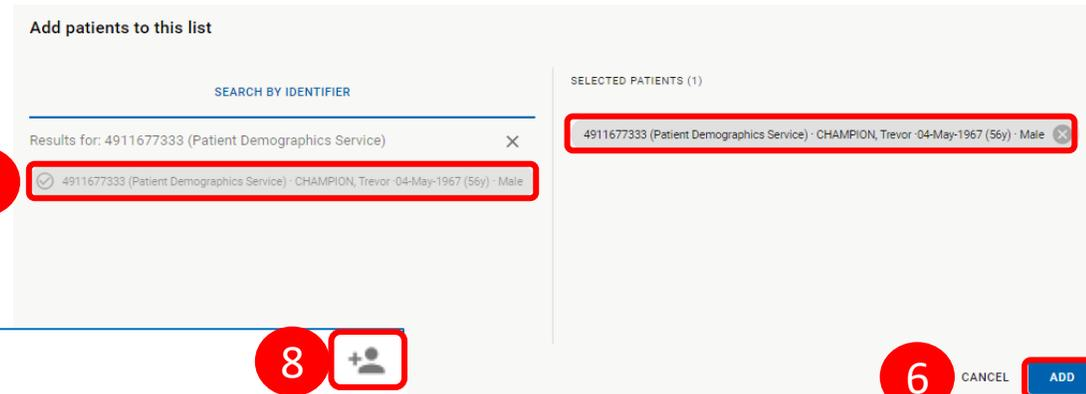 Add patients to this list
SEARCH BY IDENTIFIER
Results for: 4911677333 (Patient Demographics Service)
4911677333 (Patient Demographics Service) · CHAMPION, Trevor ·04-May-1967 (56y) · Male
SELECTED PATIENTS (1)
4911677333 (Patient Demographics Service) · CHAMPION, Trevor ·04-May-1967 (56y) · Male
8
6
CANCEL
ADD